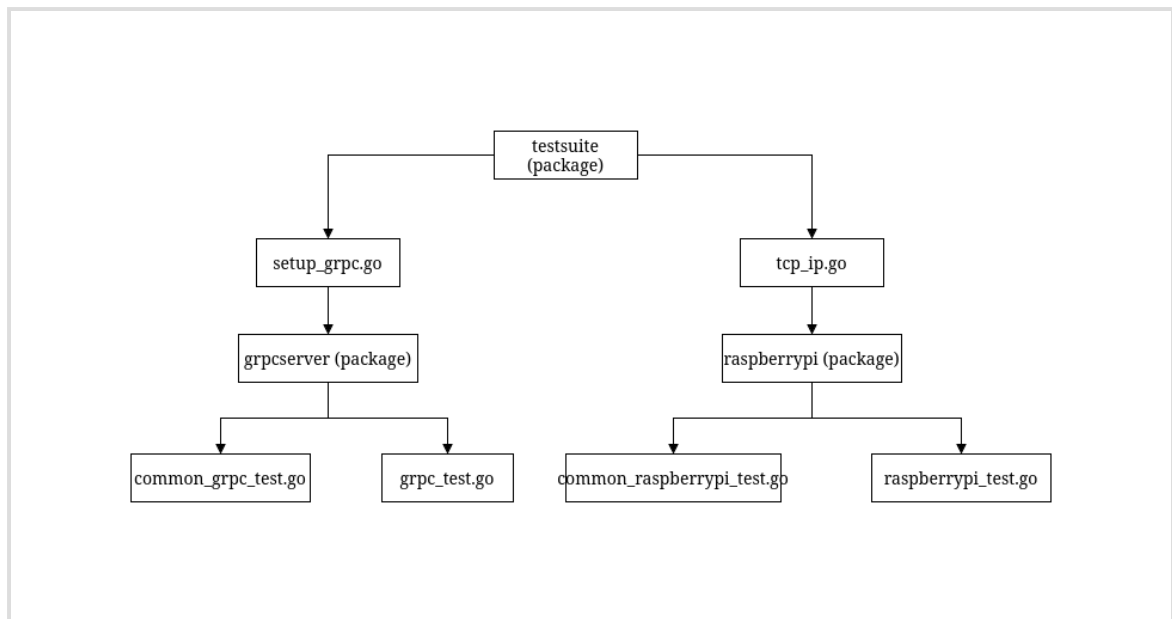 testsuite
(package)
setup_grpc.go
tcp_ip.go
grpcserver (package)
raspberrypi (package)
common_grpc_test.go
grpc_test.go
common_raspberrypi_test.go
raspberrypi_test.go